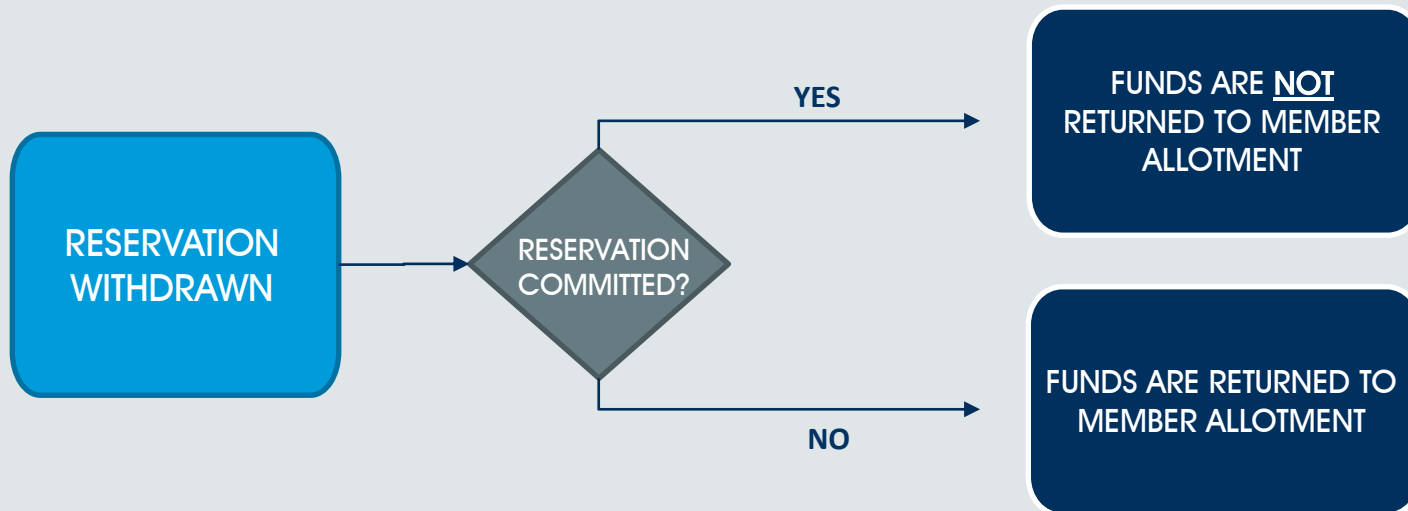 RESERVATION
WITHDRAWN
RESERVATION
COMMITTED?
YES
FUNDS ARE NOT
RETURNED TO MEMBER
ALLOTMENT
NO
FUNDS ARE RETURNED TO
MEMBER ALLOTMENT